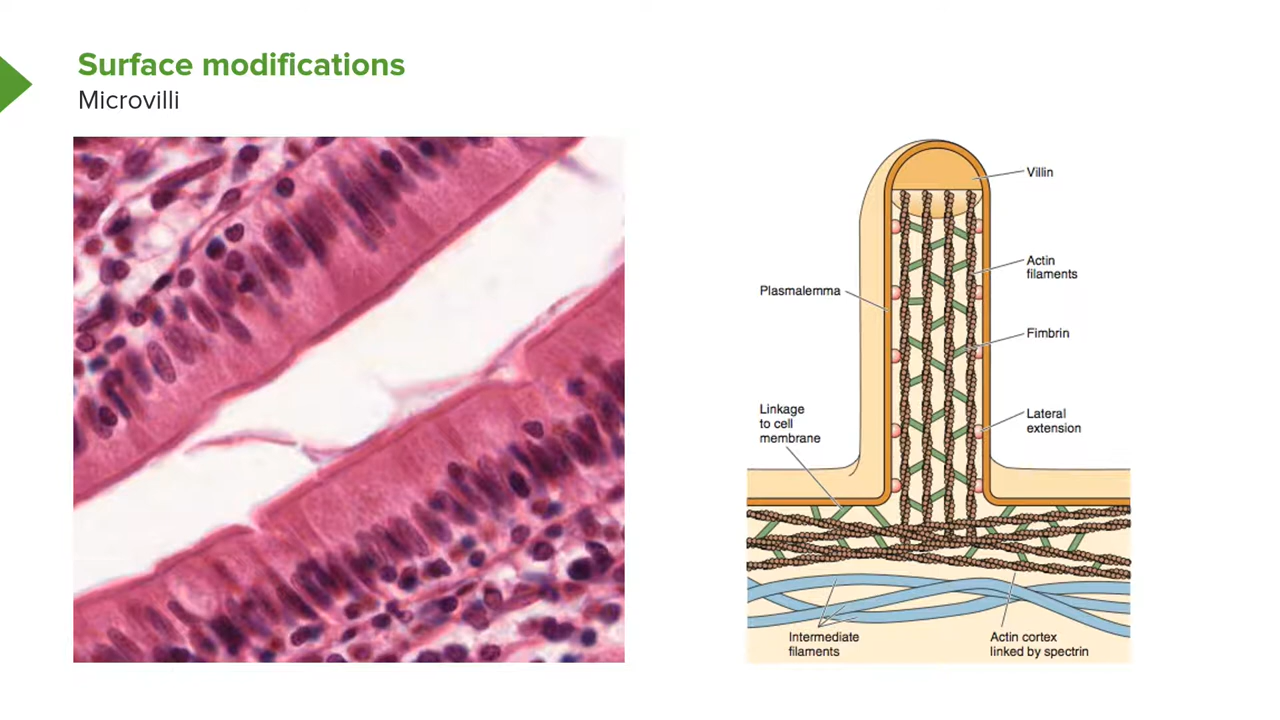 Surface modifications
Microvilli
Villin
Actin
filaments
Plasmalemma
Fimbrin
Linkage
to cell
membrane
Lateral
extension
Intermediate
filaments
Actin cortex
linked by spectrin